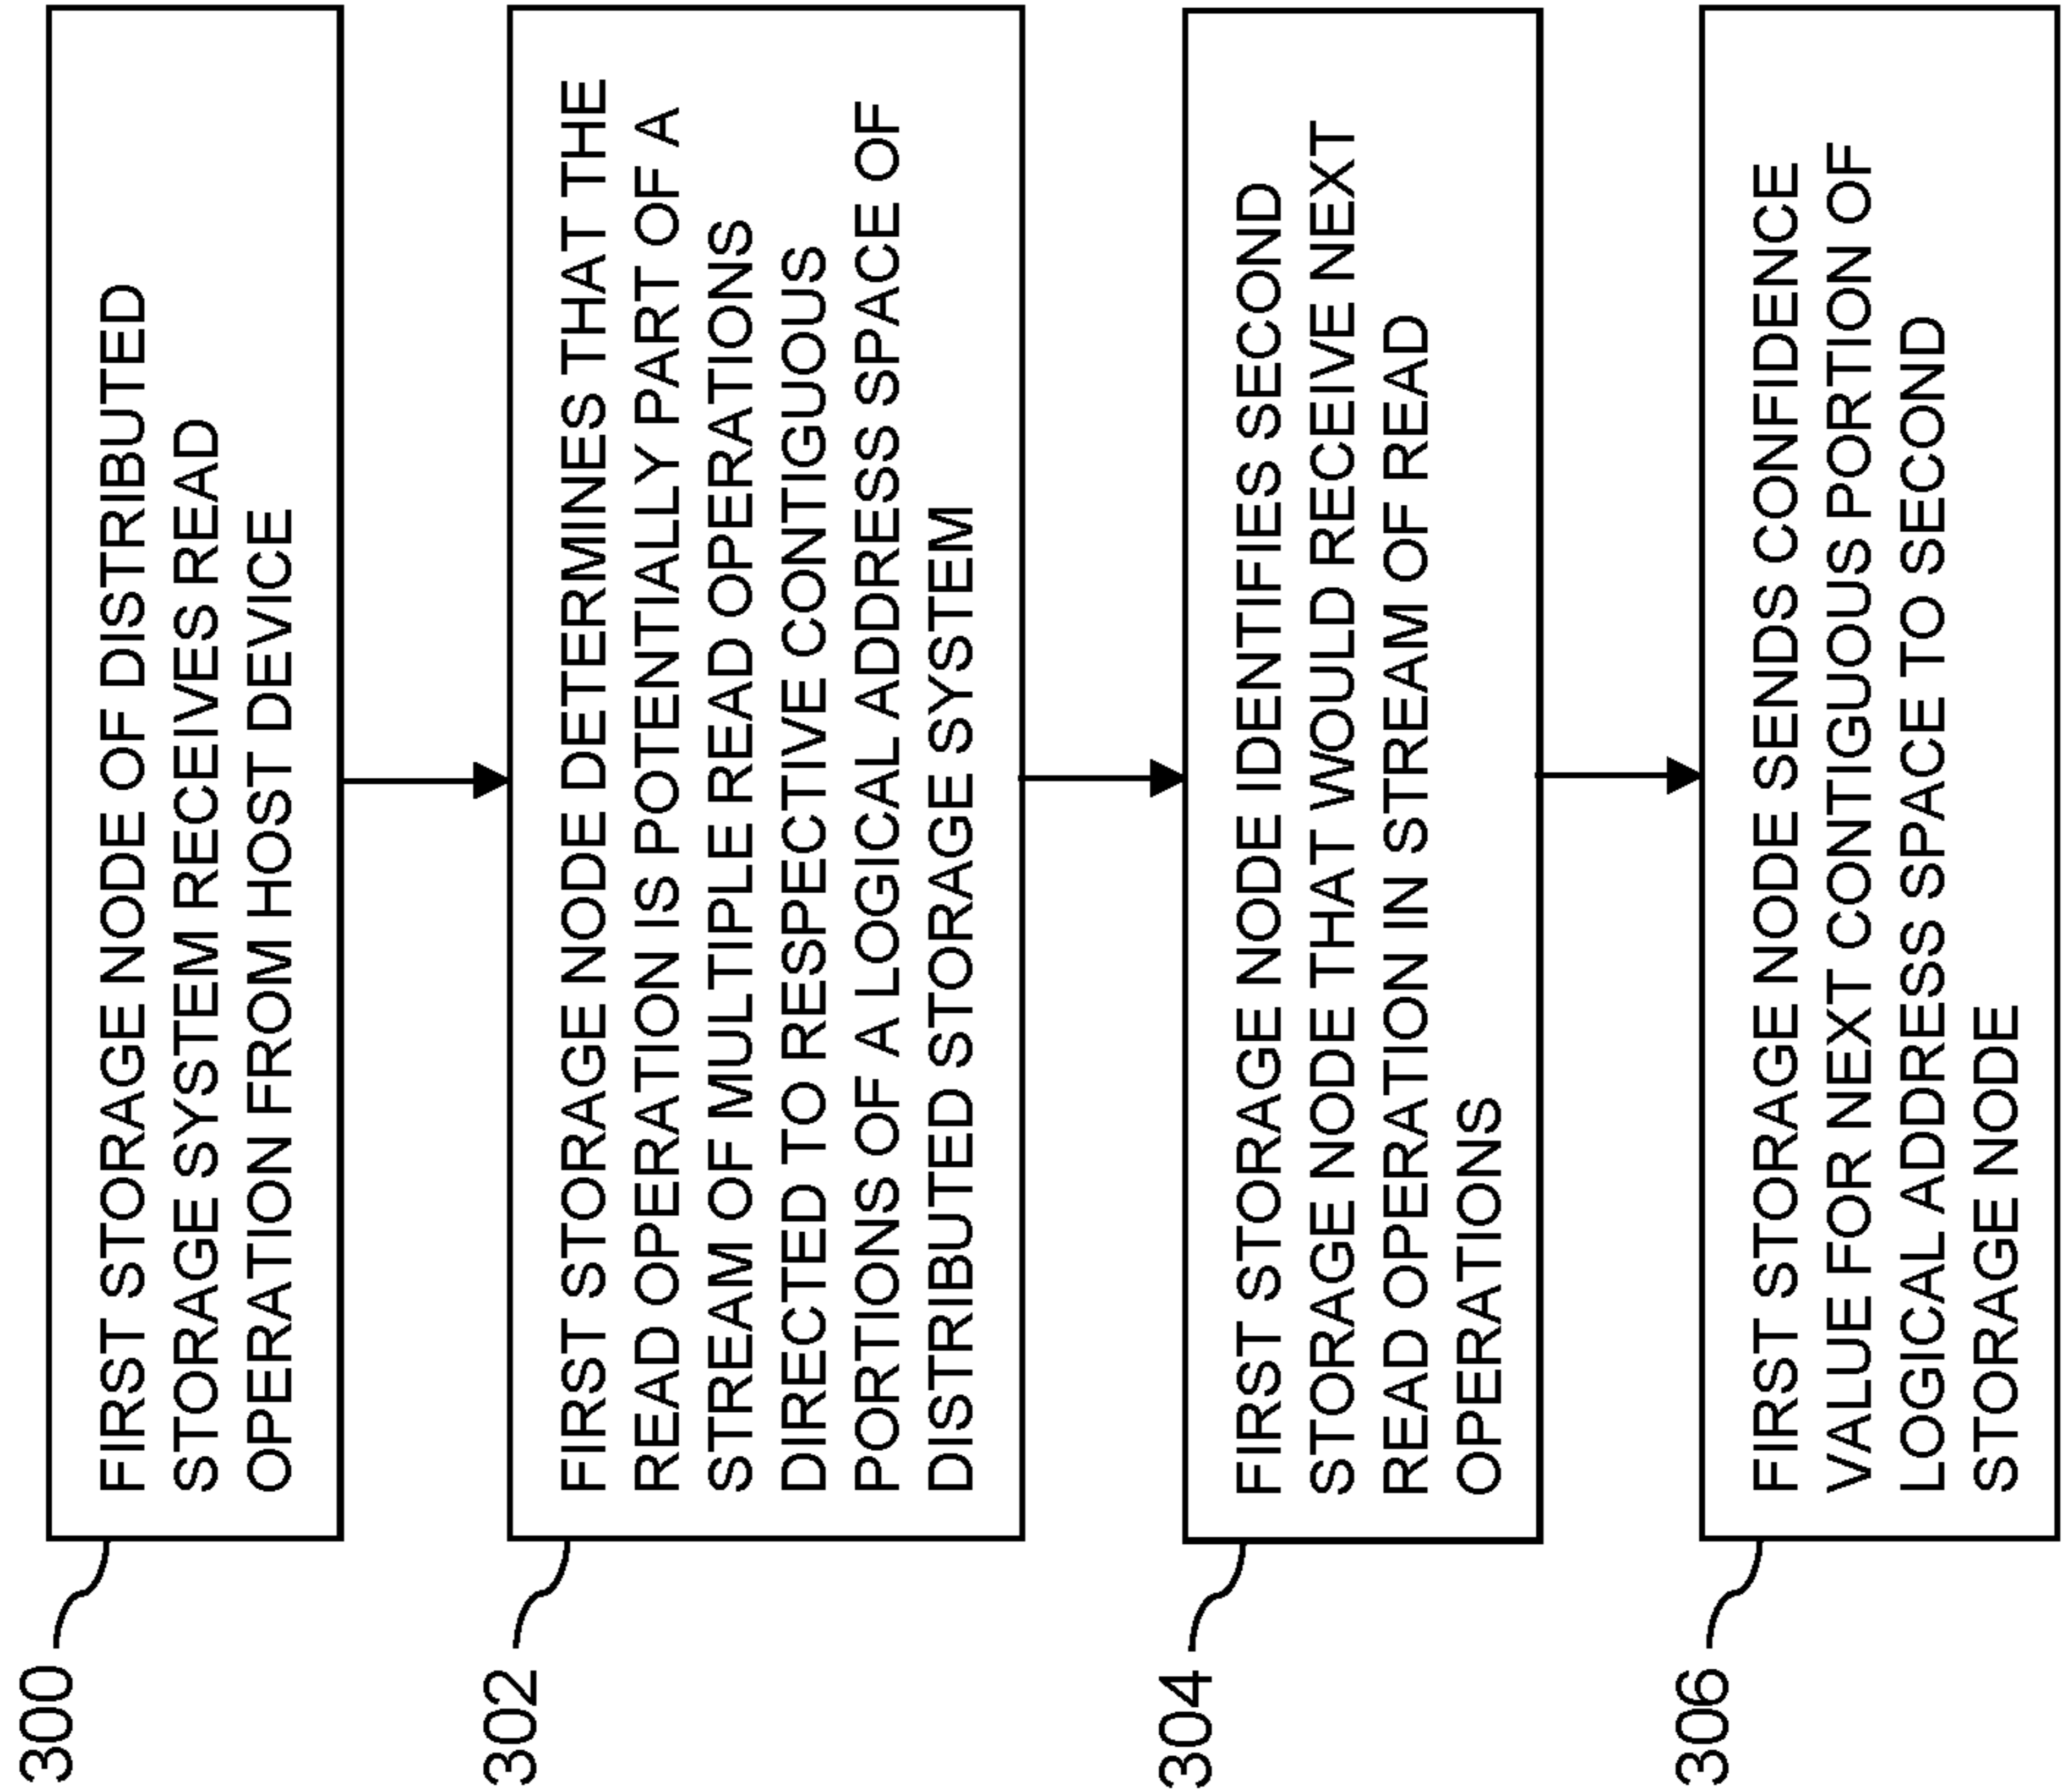 300
FIRST STORAGE NODE OF DISTRIBUTED
STORAGE SYSTEM RECEIVES READ
OPERATION FROM HOST DEVICE
302
FIRST STORAGE NODE DETERMINES THAT THE
READ OPERATION IS POTENTIALLY PART OF A
STREAM OF MULTIPLE READ OPERATIONS
DIRECTED TO RESPECTIVE CONTIGUOUS
PORTIONS OF A LOGICAL ADDRESS SPACE OF
DISTRIBUTED STORAGE SYSTEM
304
FIRST STORAGE NODE IDENTIFIES SECOND
STORAGE NODE THAT WOULD RECEIVE NEXT
READ OPERATION IN STREAM OF READ
OPERATIONS
306
FIRST STORAGE NODE SENDS CONFIDENCE
VALUE FOR NEXT CONTIGUOUS PORTION OF
LOGICAL ADDRESS SPACE TO SECOND
STORAGE NODE